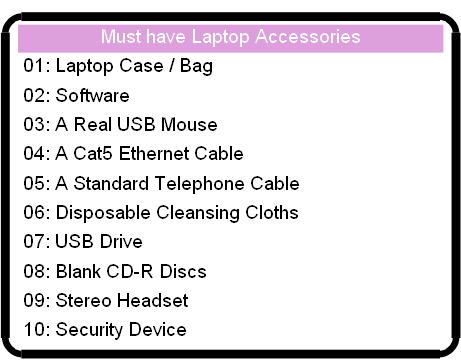 Must have Laptop Accessories
01: Laptop Case / Bag
02: Software
03: A Real USB Mouse
04: A Cat5 Ethernet Cable
05: A Standard Telephone Cable
06: Disposable Cleansing Cloths
07: USB Drive
08: Blank CD-R Discs
09: Stereo Headset
10: Security Device